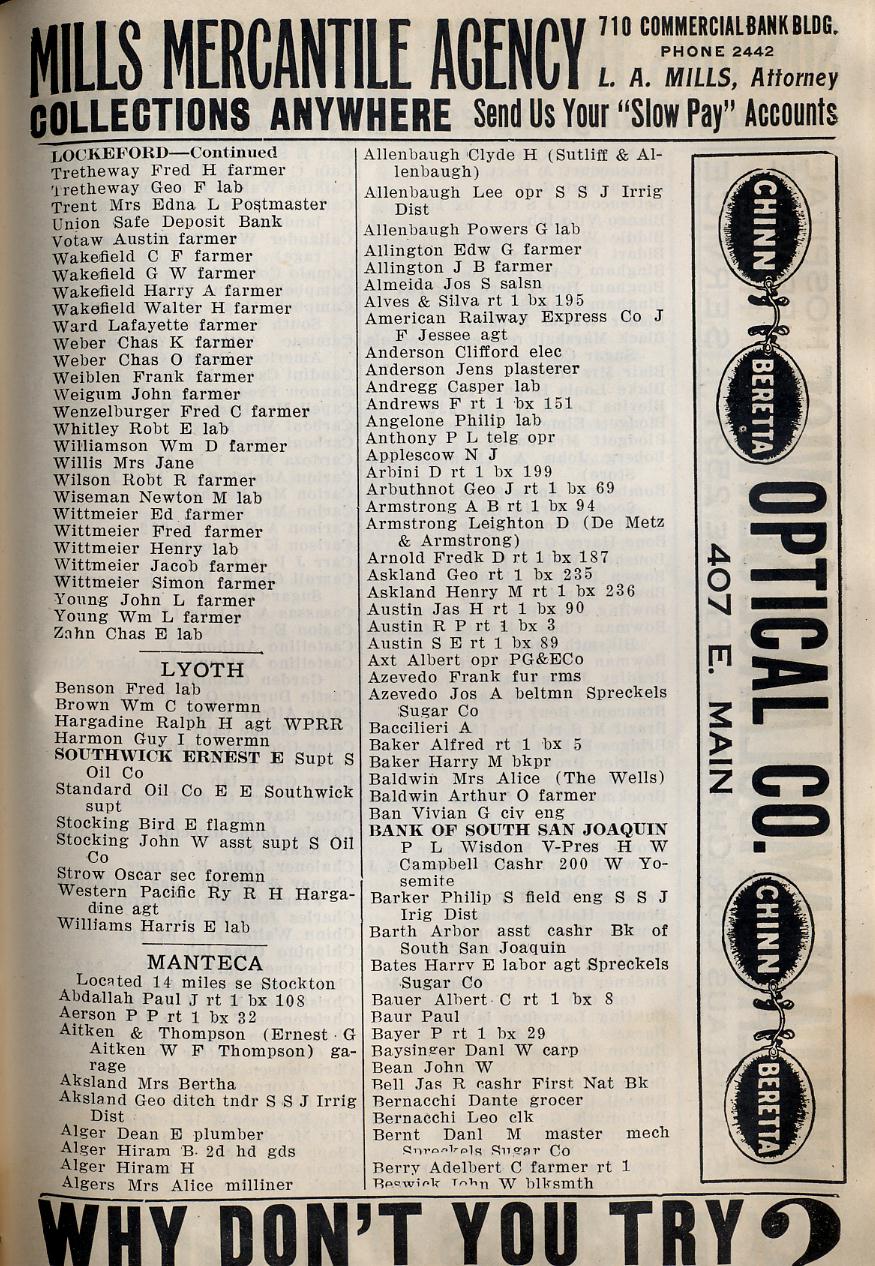 MILLS MERCANTILE AGENCY
710 COMMERCIAL BANK BLDG.
PHONE 2442
L. A. MILLS, Attorney
COLLECTIONS ANYWHERE Send Us Your "Slow Pay" Accounts
LOCKEFORD—Continued
Tretheway Fred H farmer
Tretheway Geo F lab
Trent Mrs Edna L Postmaster
Union Safe Deposit Bank
Votaw Austin farmer
Wakefield C F farmer
Wakefield G W farmer
Wakefield Harry A farmer
Wakefield Walter H farmer
Ward Lafayette farmer
Weber Chas K farmer
Weber Chas O farmer
Weiblen Frank farmer
Weigum John farmer
Wenzelburger Fred C farmer
Whitley Robt E lab
Williamson Wm D farmer
Willis Mrs Jane
Wilson Robt R farmer
Wiseman Newton M lab
Wittmeier Ed farmer
Wittmeier Fred farmer
Wittmeier Henry lab
Wittmeier Jacob farmer
Wittmeier Simon farmer
Young John L farmer
Young Wm L farmer
Zahn Chas E lab
LYOTH
Benson Fred lab
Brown Wm C towermn
Hargadine Ralph H agt WPRR
Harmon Guy I towermn
SOUTHWICK ERNEST E Supt S
Oil Co
Standard Oil Co E E Southwick
supt
Stocking Bird E flagmn
Stocking John W asst supt S Oil
Co
Strow Oscar sec foremn
Western Pacific Ry R H Harga-
dine agt
Williams Harris E lab
MANTECA
Located 14 miles se Stockton
Abdallah Paul J rt 1 bx 108
Aerson P P rt 1 bx 32
Aitken & Thompson (Ernest G
Aitken W F Thompson) ga-
rage
Aksland Mrs Bertha
Aksland Geo ditch tndr S S J Irrig
Dist
Alger Dean E plumber
Alger Hiram B 2d hd gds
Alger Hiram H
Algers Mrs Alice milliner
Allenbaugh Clyde H (Sutliff & Al-
lenbaugh)
Allenbaugh Lee opr S S J Irrig
Dist
Allenbaugh Powers G lab
Allington Edw G farmer
Allington J B farmer
Almeida Jos S salsn
Alves & Silva rt 1 bx 195
American Railway Express Co J
F Jessee agt
Anderson Clifford elec
Anderson Jens plasterer
Andregg Casper lab
Andrews F rt 1 bx 151
Angelone Philip lab
Anthony P L telg opr
Applescow N J
Arbini D rt 1 bx 199
Arbuthnot Geo J rt 1 bx 69
Armstrong A B rt 1 bx 94
Armstrong Leighton D (De Metz
& Armstrong)
Arnold Fredk D rt 1 bx 187
Askland Geo rt 1 bx 235
Askland Henry M rt 1 bx 236
Austin Jas H rt 1 bx 90
Austin R P rt 1 bx 3
Austin S E rt 1 bx 89
Axt Albert opr PG&ECo
Azevedo Frank fur rms
Azevedo Jos A beltmn Spreckels
Sugar Co
Baccilieri A
Baker Alfred rt 1 bx 5
Baker Harry M bkpr
Baldwin Mrs Alice (The Wells)
Baldwin Arthur O farmer
Ban Vivian G civ eng
BANK OF SOUTH SAN JOAQUIN
P L Wisdon V-Pres H W
Campbell Cashr 200 W Yo-
semite
Barker Philip S field eng S S J
Irig Dist
Barth Arbor asst cashr Bk of
South San Joaquin
Bates Harry E labor agt Spreckels
Sugar Co
Bauer Albert C rt 1 bx 8
Baur Paul
Bayer P rt 1 bx 29
Baysinger Danl W carp
Bean John W
Bell Jas R cashr First Nat Bk
Bernacchi Dante grocer
Bernacchi Leo clk
Bernt Danl M master mech
Spreckels Sugar Co
Berry Adelbert C farmer rt 1
Beswick John W blksmth
CHINN
BERETTA
OPTICAL CO.
407 E. MAIN
CHINN
BERETTA
WHY DON'T YOU TRY?